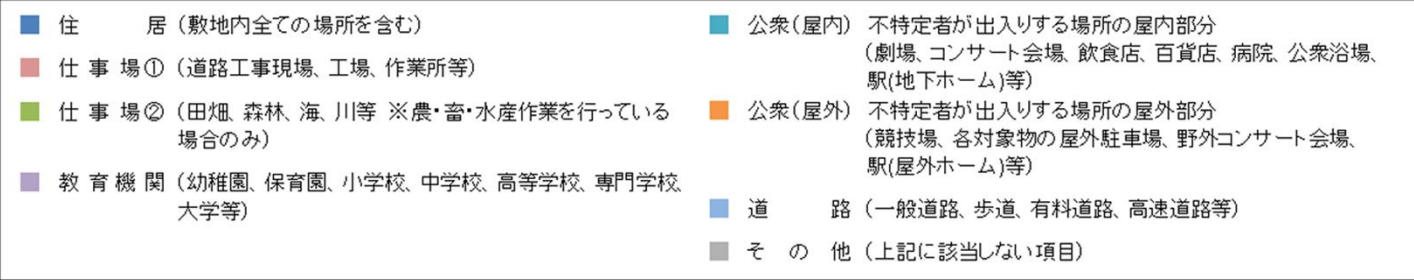 住居（敷地内全ての場所を含む）
仕事場①（道路工事現場、工場、作業所等）
仕事場②（田畑、森林、海、川等 ※農・畜・水産作業を行っている
場合のみ）
教育機関（幼稚園、保育園、小学校、中学校、高等学校、専門学校、
大学等）
公衆（屋内） 不特定者が出入りする場所の屋内部分
（劇場、コンサート会場、飲食店、百貨店、病院、公衆浴場、
駅(地下ホーム)等）
公衆（屋外） 不特定者が出入りする場所の屋外部分
（競技場、各対象物の屋外駐車場、野外コンサート会場、
駅(屋外ホーム)等）
道路（一般道路、歩道、有料道路、高速道路等）
その他（上記に該当しない項目）